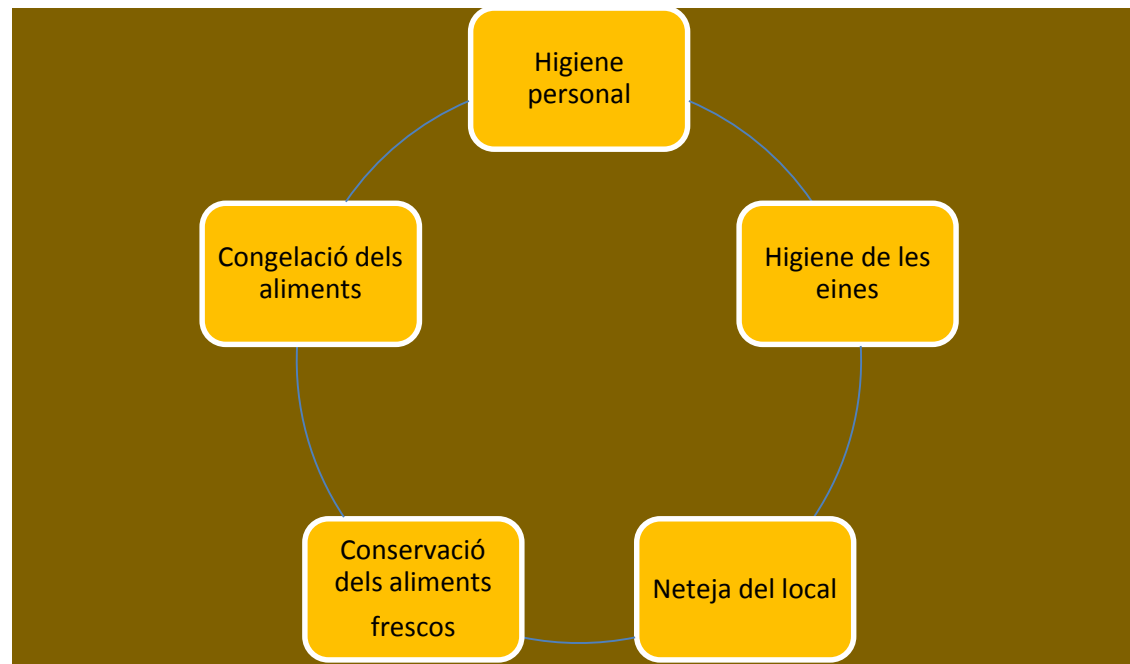 Higiene
personal
Higiene de les
eines
Neteja del local
Conservació
dels aliments
frescos
Congelació dels
aliments